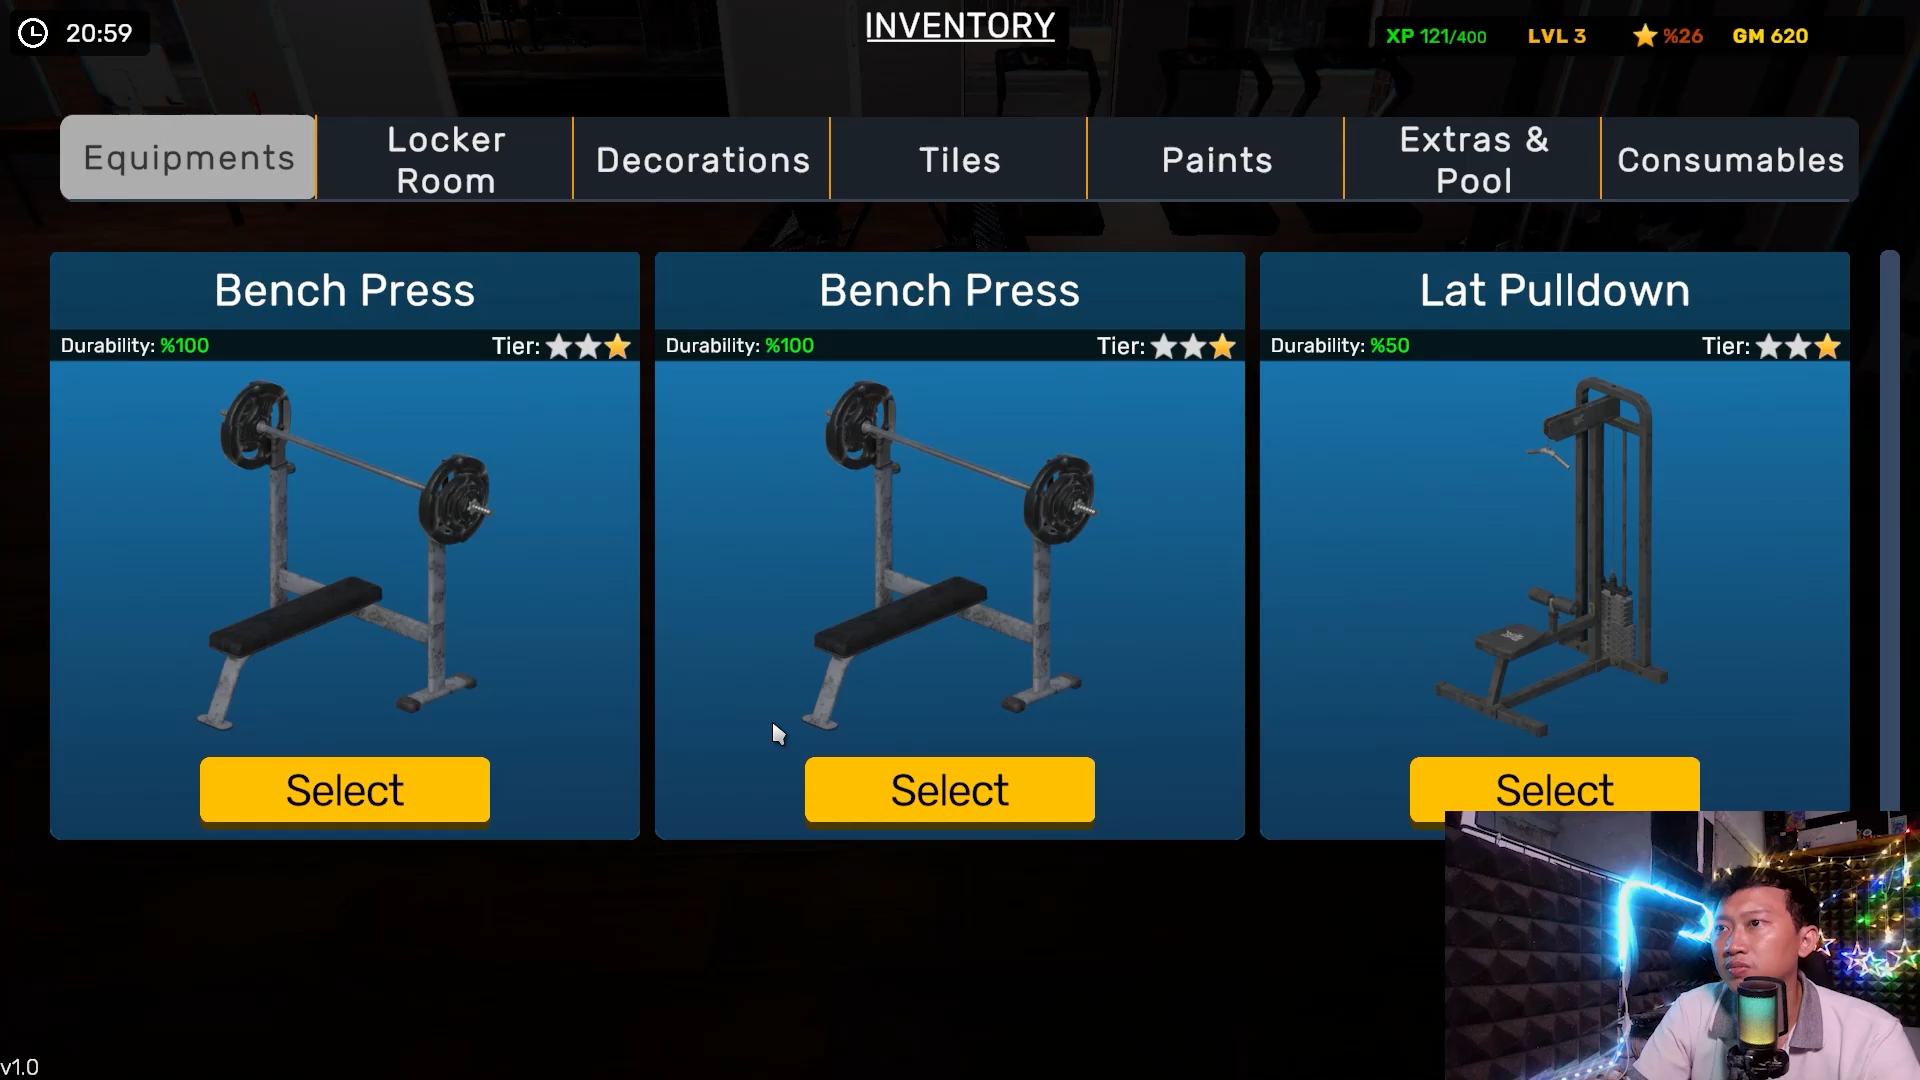 20:59
INVENTORY
XP 121/400 LVL 3 %26 GM 620
Equipments
Locker
Room
Decorations
Tiles
Paints
Extras &
Pool
Consumables
Bench Press
Durability: %100 Tier:
Select
Bench Press
Durability: %100 Tier:
Select
Lat Pulldown
Durability: %50 Tier:
Select
v1.0